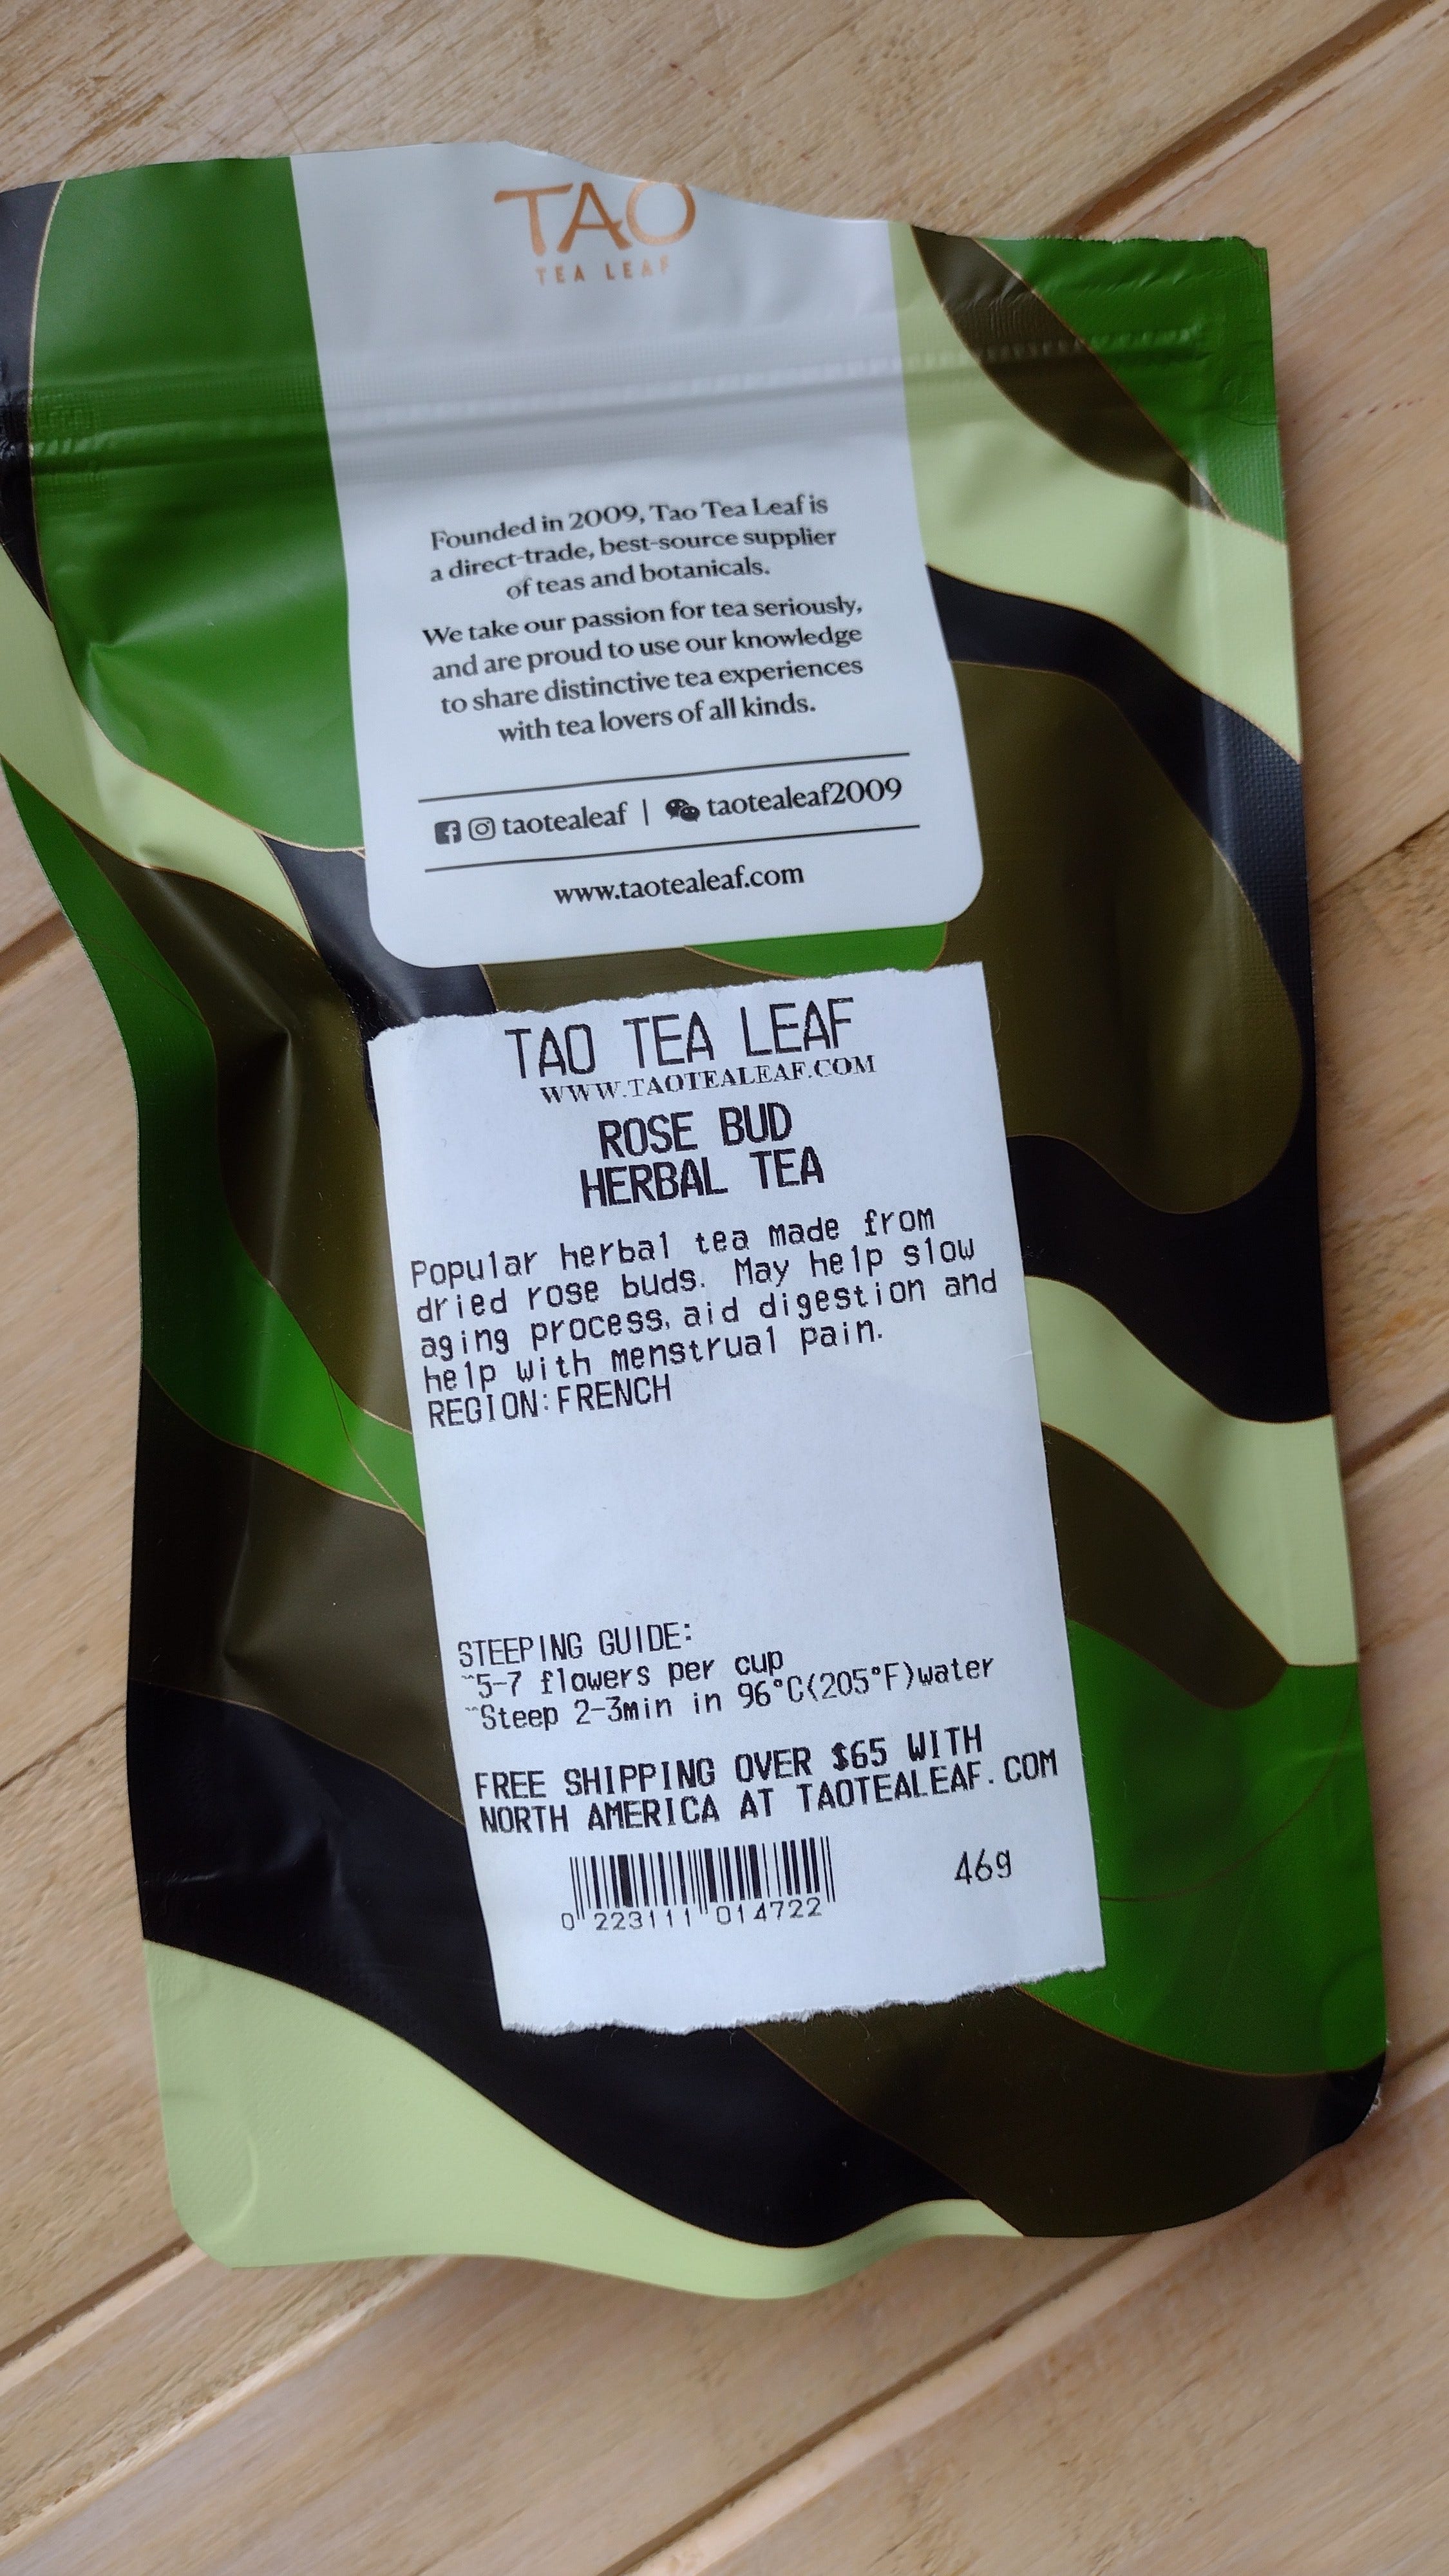 TAO
TEA LEAF
Founded in 2009, Tao Tea Leaf is
a direct-trade, best-source supplier
of teas and botanicals.
We take our passion for tea seriously,
and are proud to use our knowledge
to share distinctive tea experiences
with tea lovers of all kinds.
taotealeaf | taotealeaf2009
www.taotealeaf.com
TAO TEA LEAF
WWW.TAOTEALEAF.COM
ROSE BUD
HERBAL TEA
Popular herbal tea made from
dried rose buds. May help slow
aging process, aid digestion and
help with menstrual pain.
REGION:FRENCH
STEEPING GUIDE:
~5-7 flowers per cup
~Steep 2-3min in 96°C(205°F)water
FREE SHIPPING OVER $65 WITH
NORTH AMERICA AT TAOTEALEAF.COM
46g
0 223111 014722